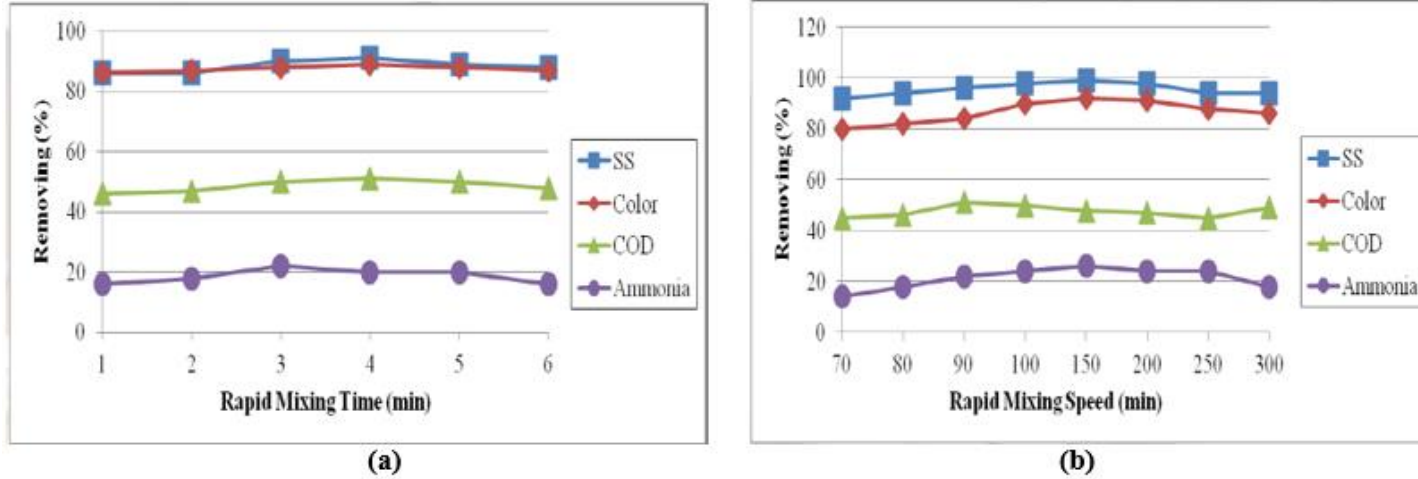 100
80
60
40
20
0
Removing (%)
1 2 3 4 5 6
Rapid Mixing Time (min)
SS
Color
COD
Ammonia
(a)
120
100
80
60
40
20
0
Removing (%)
70 80 90 100 150 200 250 300
Rapid Mixing Speed (min)
SS
Color
COD
Ammonia
(b)